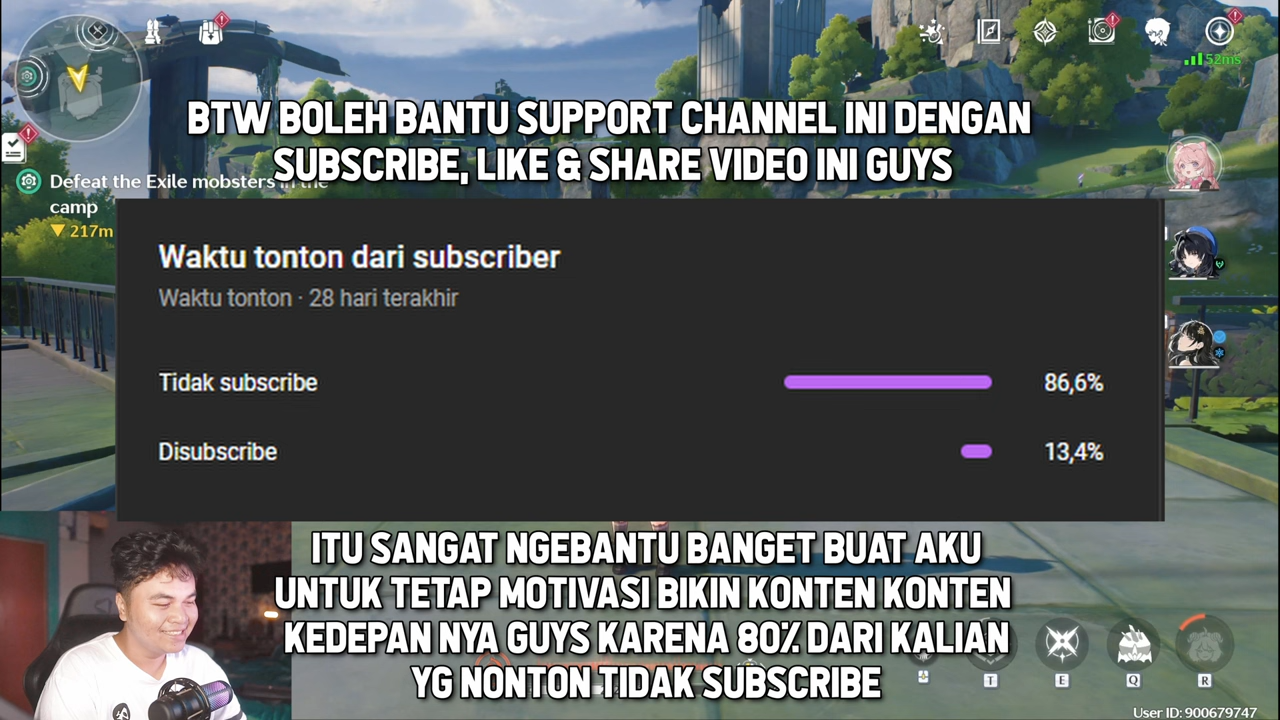 52ms
BTW BOLEH BANTU SUPPORT CHANNEL INI DENGAN
SUBSCRIBE, LIKE & SHARE VIDEO INI GUYS
Defeat the Exile mobsters in the
camp
217m
Waktu tonton dari subscriber
Waktu tonton · 28 hari terakhir
Tidak subscribe 86,6%
Disubscribe 13,4%
ITU SANGAT NGEBANTU BANGET BUAT AKU
UNTUK TETAP MOTIVASI BIKIN KONTEN KONTEN
KEDEPAN NYA GUYS KARENA 80% DARI KALIAN
YG NONTON TIDAK SUBSCRIBE
T E Q R
User ID: 900679747